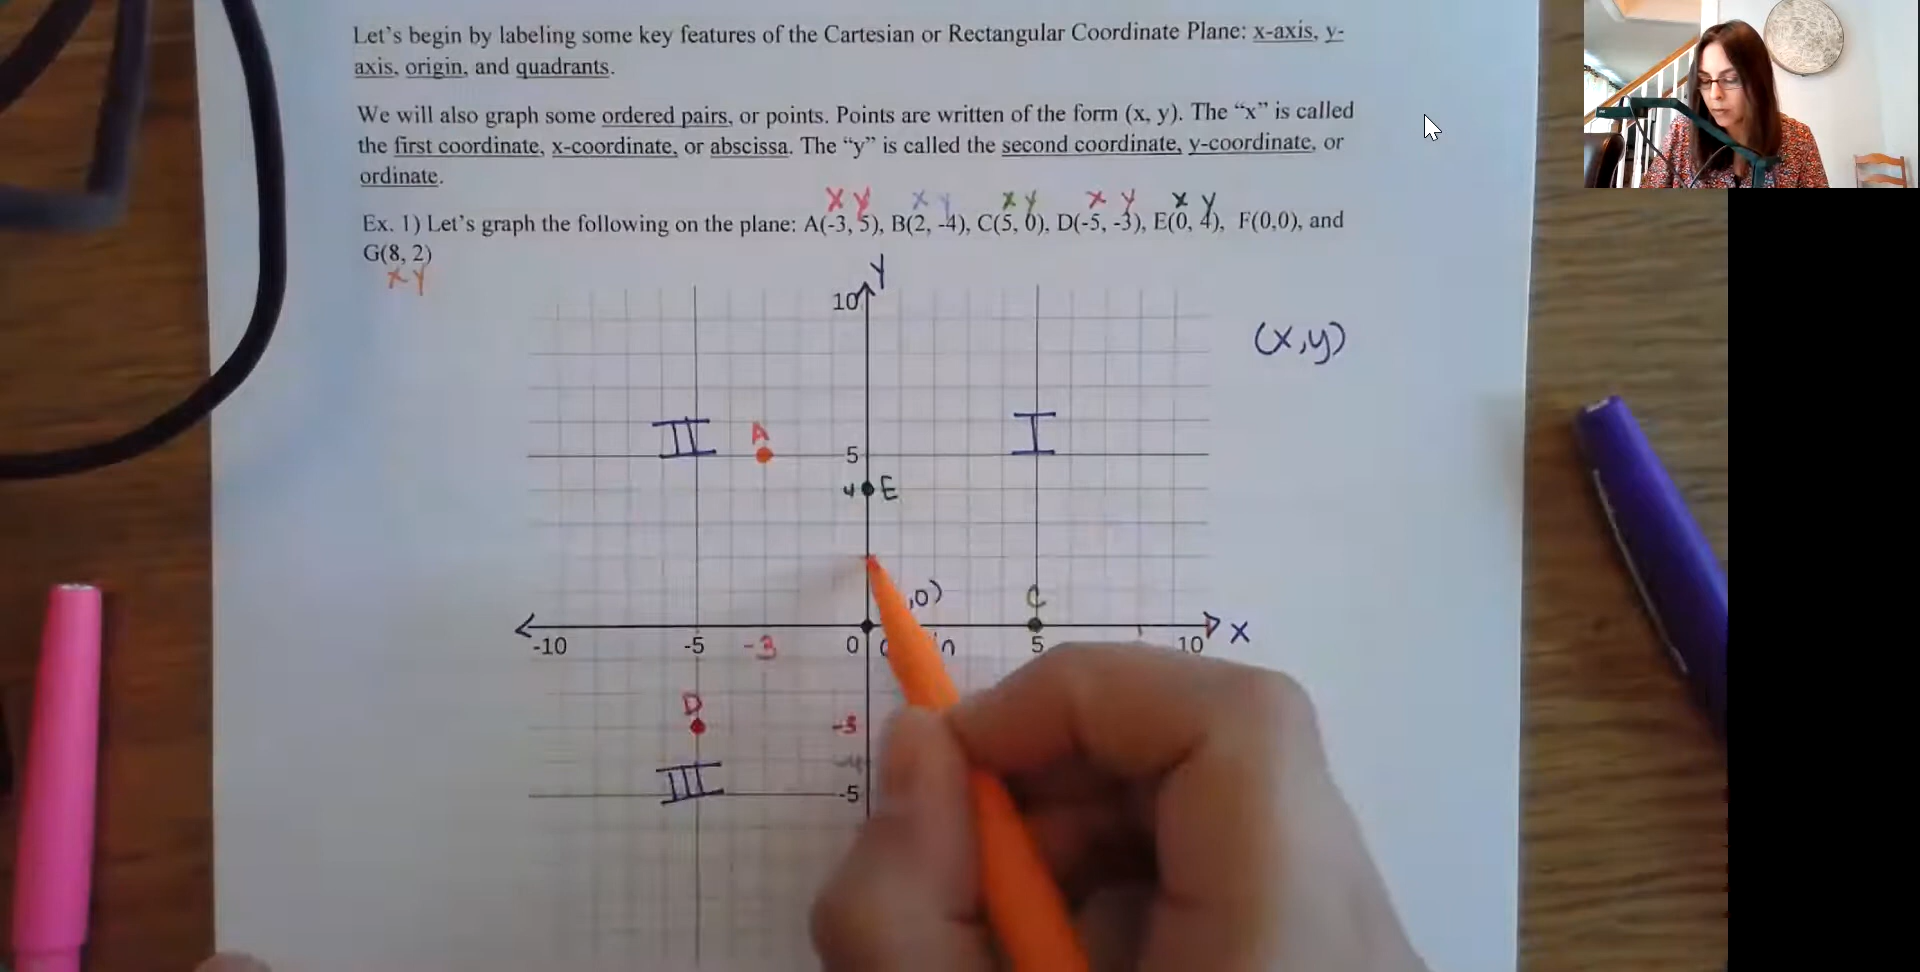 Let's begin by labeling some key features of the Cartesian or Rectangular Coordinate Plane: x-axis, y-
axis, origin, and quadrants.
We will also graph some ordered pairs, or points. Points are written of the form (x, y). The “x” is called
the first coordinate, x-coordinate, or abscissa. The “y” is called the second coordinate, y-coordinate, or
ordinate.
X Y X Y X Y X Y X Y
Ex. 1) Let's graph the following on the plane: A(-3, 5), B(2, -4), C(5, 0), D(-5, -3), E(0, 4), F(0,0), and
G(8, 2)
X Y
Y
10
(x,y)
II A I
5
4 E
,0) C
X
-10 -5 -3 0 5 10
D
-3
-4
III
-5